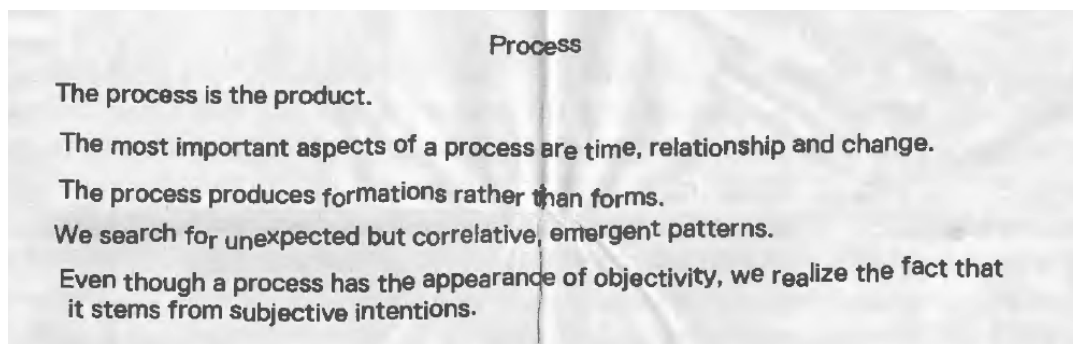 Process
The process is the product.
The most important aspects of a process are time, relationship and change.
The process produces formations rather than forms.
We search for unexpected but correlative, emergent patterns.
Even though a process has the appearance of objectivity, we realize the fact that
it stems from subjective intentions.